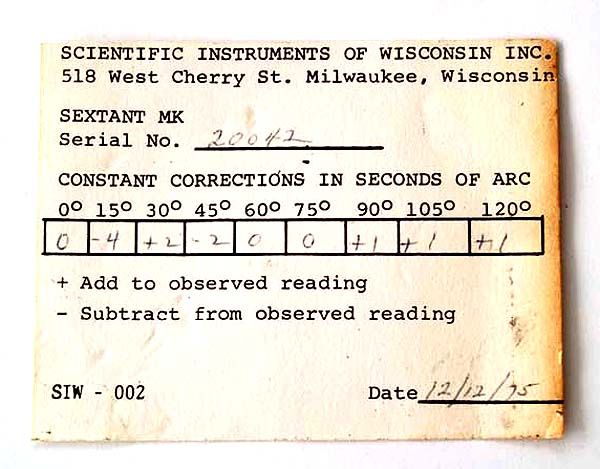 SCIENTIFIC INSTRUMENTS OF WISCONSIN INC.
518 West Cherry St. Milwaukee, Wisconsin
SEXTANT MK
Serial No. 20042
CONSTANT CORRECTIONS IN SECONDS OF ARC
0° 15° 30° 45° 60° 75° 90° 105° 120°
0 -4 +2 -2 0 0 +1 +1 +1
+ Add to observed reading
- Subtract from observed reading
SIW - 002 Date 12/12/75